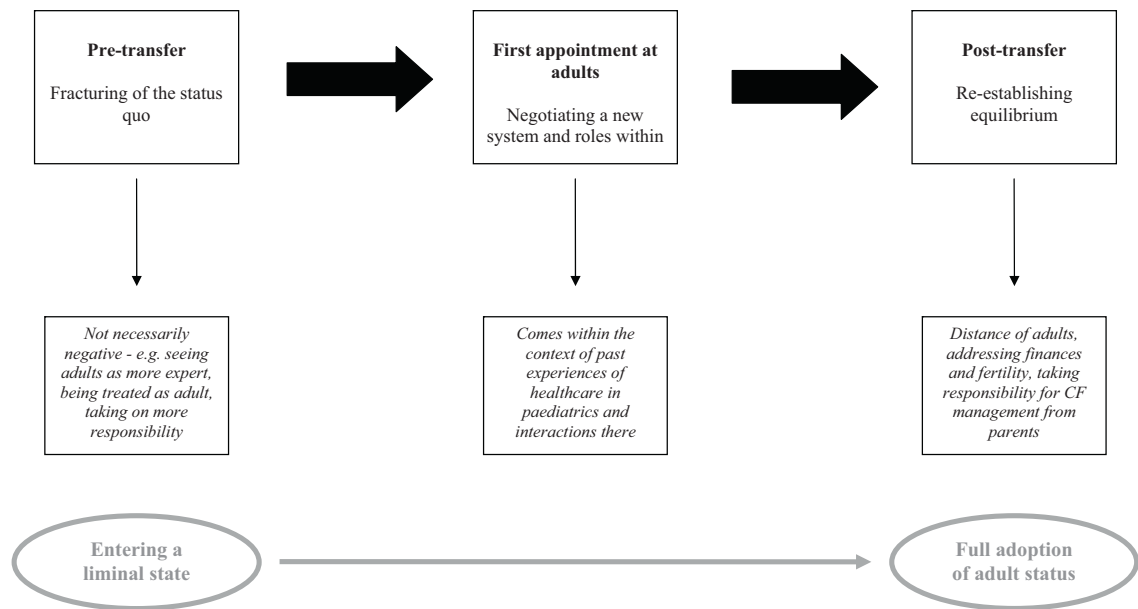 Pre-transfer
Fracturing of the status
quo
First appointment at
adults
Negotiating a new
system and roles within
Post-transfer
Re-establishing
equilibrium
Not necessarily
negative - e.g. seeing
adults as more expert,
being treated as adult,
taking on more
responsibility
Comes within the
context of past
experiences of
healthcare in
paediatrics and
interactions there
Distance of adults,
addressing finances
and fertility, taking
responsibility for CF
management from
parents
Entering a
liminal state
Full adoption
of adult status